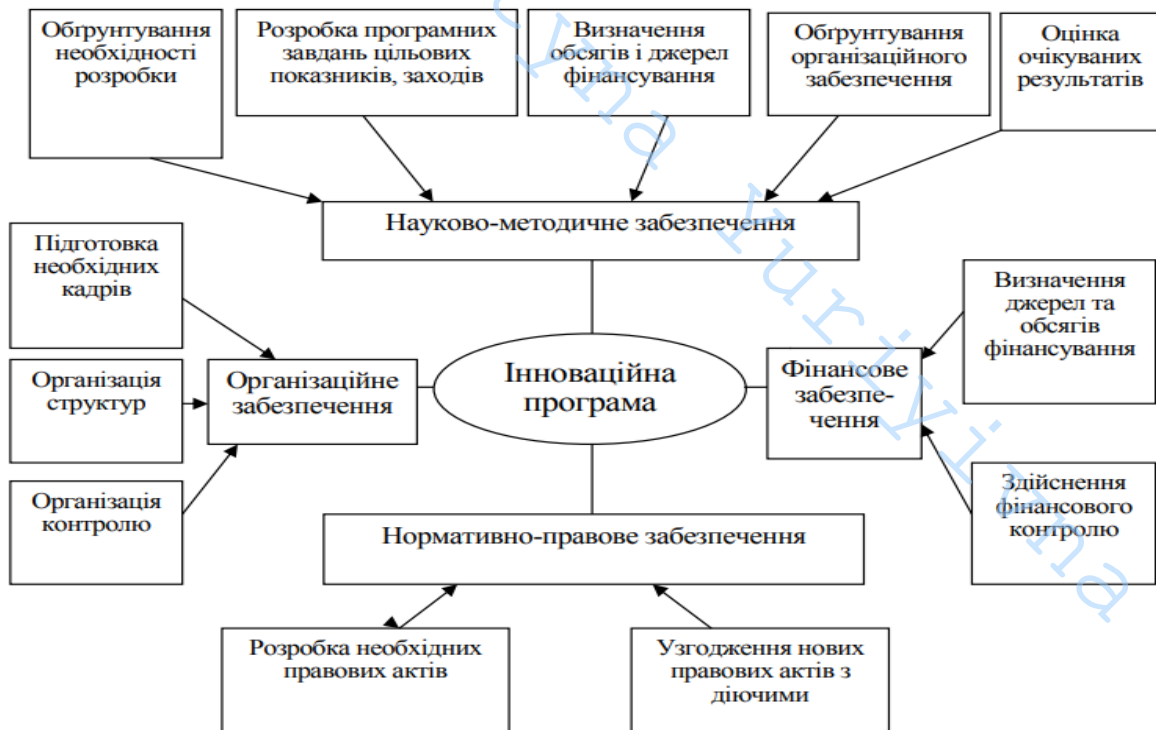 Обґрунтування
необхідності
розробки
Розробка програмних
завдань цільових
показників, заходів
Визначення
обсягів і джерел
фінансування
Обґрунтування
організаційного
забезпечення
Оцінка
очікуваних
результатів
Науково-методичне забезпечення
Підготовка
необхідних
кадрів
Організація
структур
Організація
контролю
Організаційне
забезпечення
Інноваційна
програма
Фінансове
забезпе-
чення
Визначення
джерел та
обсягів
фінансування
Здійснення
фінансового
контролю
Нормативно-правове забезпечення
Розробка необхідних
правових актів
Узгодження нових
правових актів з
діючими
yuriyivna